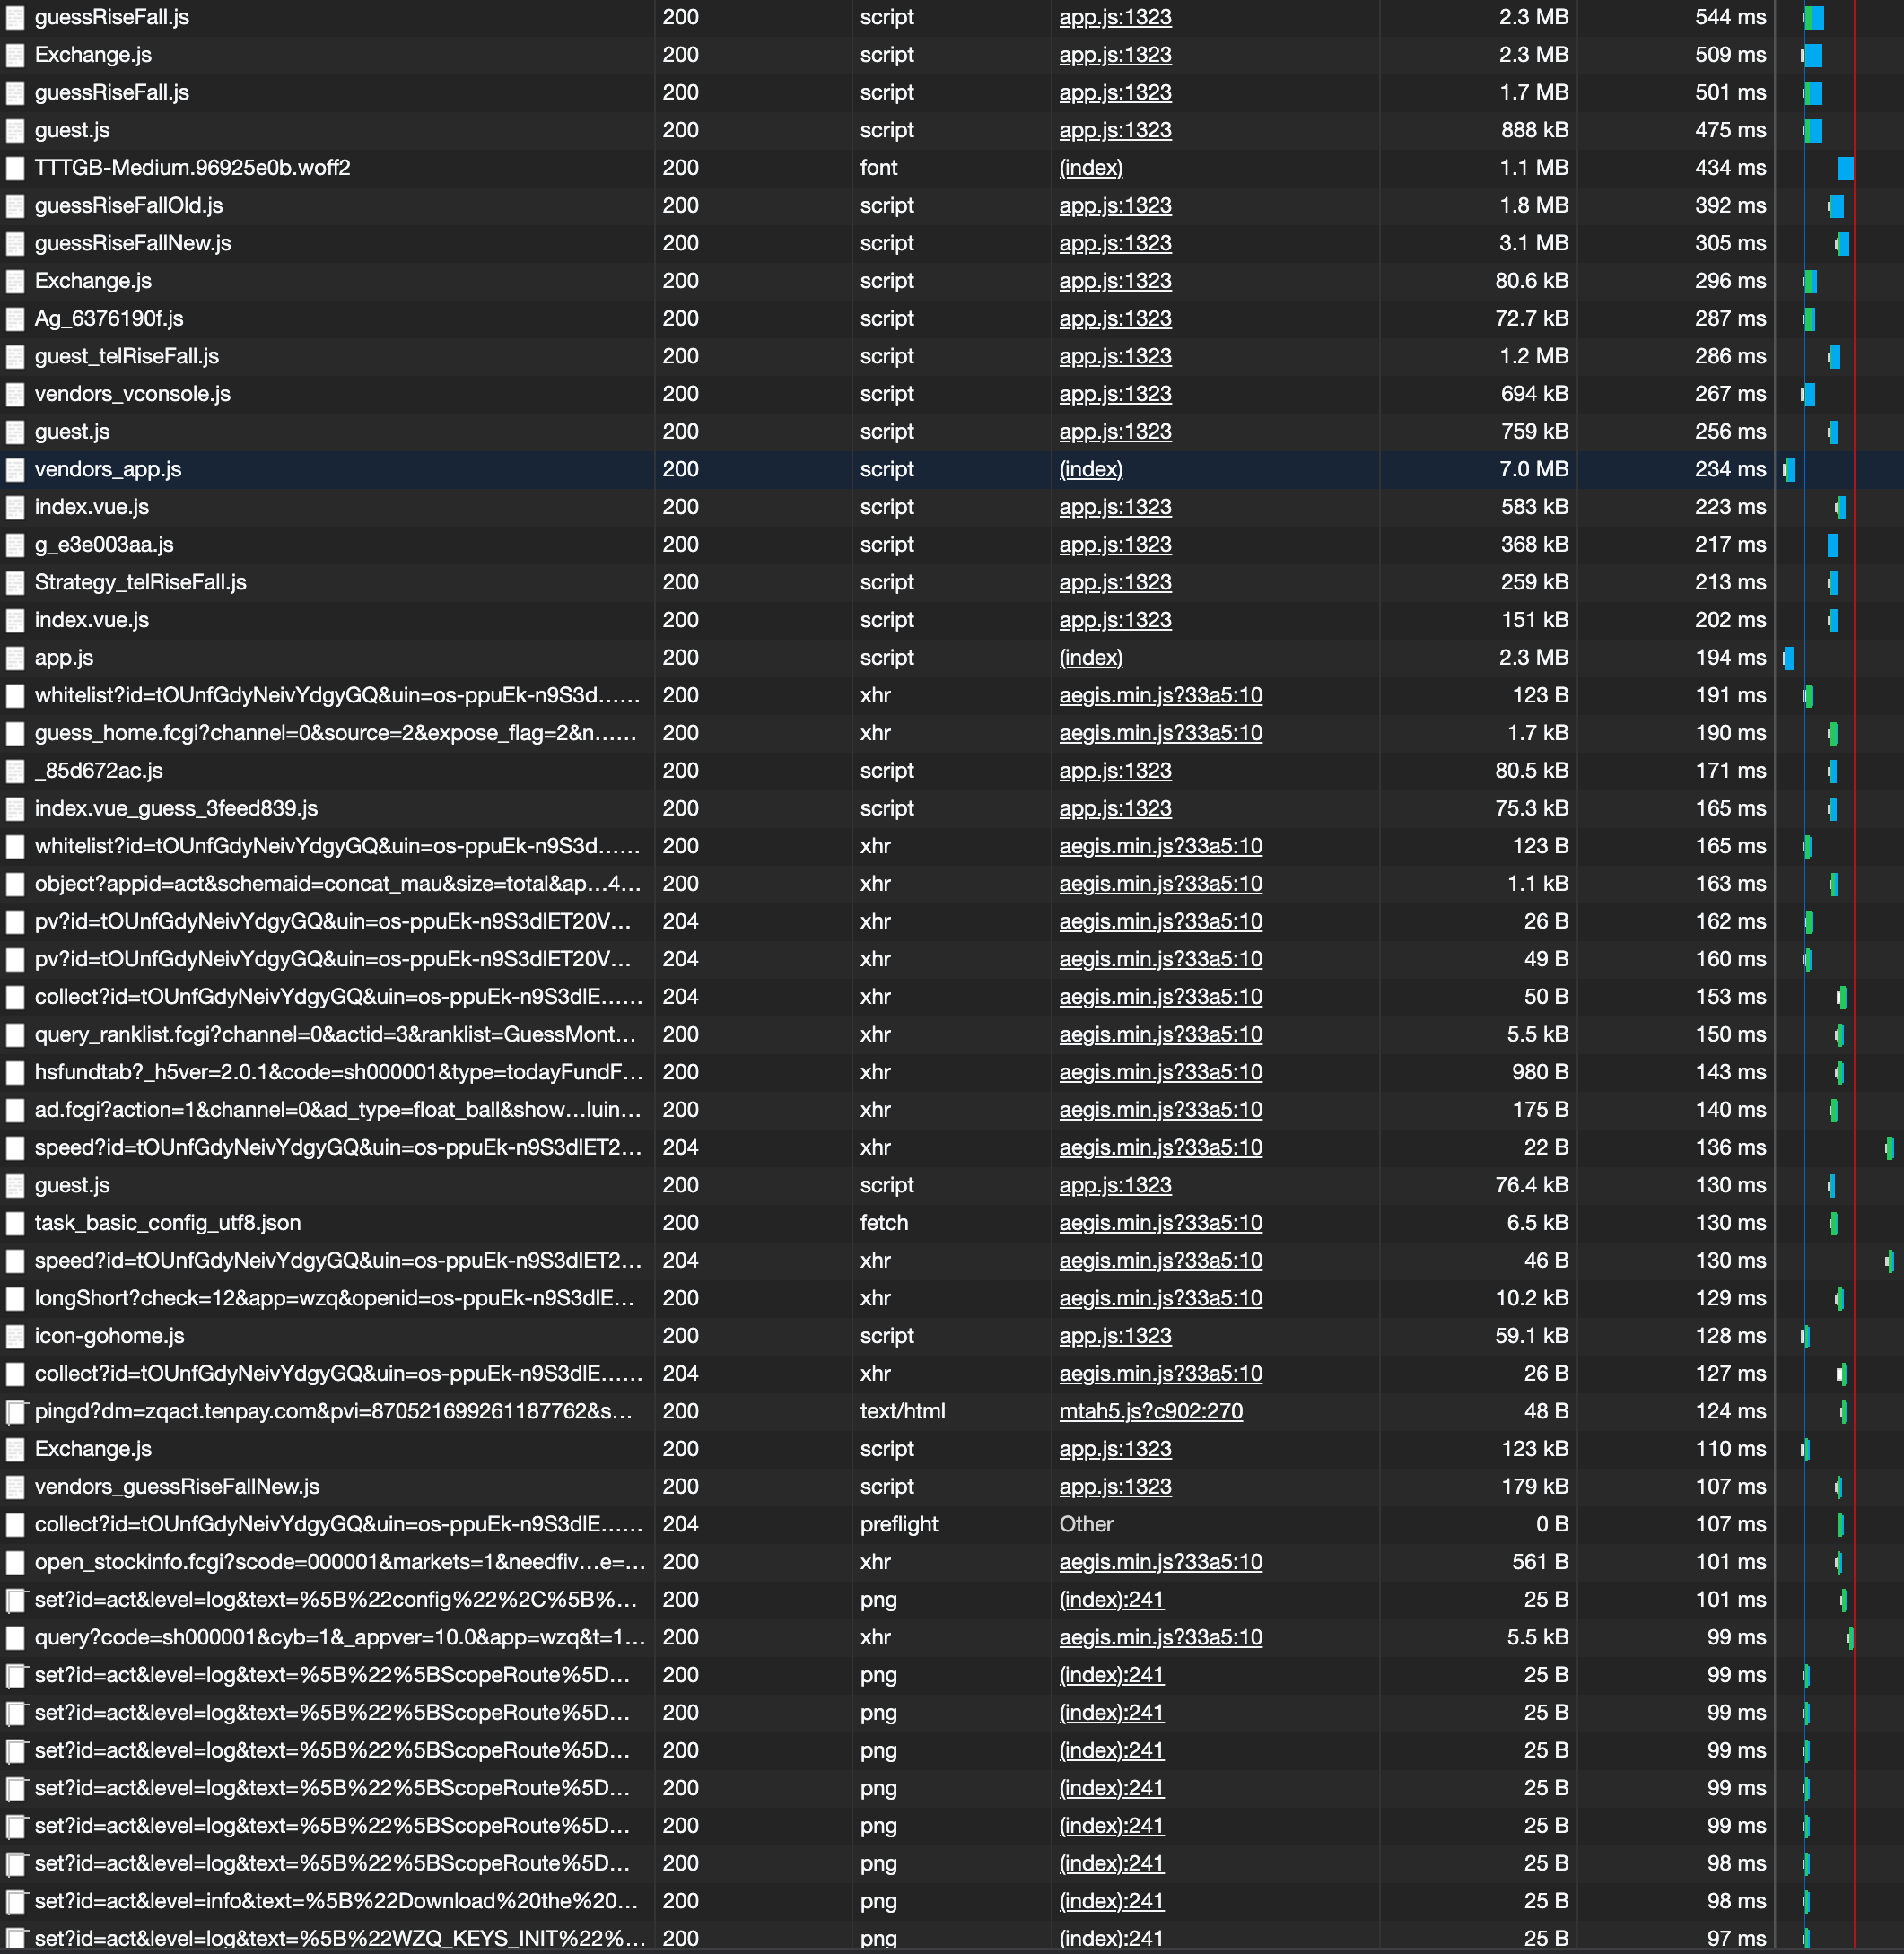 guessRiseFall.js 200 script app.js:1323 2.3 MB 544 ms
Exchange.js 200 script app.js:1323 2.3 MB 509 ms
guessRiseFall.js 200 script app.js:1323 1.7 MB 501 ms
guest.js 200 script app.js:1323 888 kB 475 ms
TTTGB-Medium.96925e0b.woff2 200 font (index) 1.1 MB 434 ms
guessRiseFallOld.js 200 script app.js:1323 1.8 MB 392 ms
guessRiseFallNew.js 200 script app.js:1323 3.1 MB 305 ms
Exchange.js 200 script app.js:1323 80.6 kB 296 ms
Ag_6376190f.js 200 script app.js:1323 72.7 kB 287 ms
guest_telRiseFall.js 200 script app.js:1323 1.2 MB 286 ms
vendors_vconsole.js 200 script app.js:1323 694 kB 267 ms
guest.js 200 script app.js:1323 759 kB 256 ms
vendors_app.js 200 script (index) 7.0 MB 234 ms
index.vue.js 200 script app.js:1323 583 kB 223 ms
g_e3e003aa.js 200 script app.js:1323 368 kB 217 ms
Strategy_telRiseFall.js 200 script app.js:1323 259 kB 213 ms
index.vue.js 200 script app.js:1323 151 kB 202 ms
app.js 200 script (index) 2.3 MB 194 ms
whitelist?id=tOUnfGdyNeivYdgyGQ&uin=os-ppuEk-n9S3d...... 200 xhr aegis.min.js?33a5:10 123 B 191 ms
guess_home.fcgi?channel=0&source=2&expose_flag=2&n...... 200 xhr aegis.min.js?33a5:10 1.7 kB 190 ms
_85d672ac.js 200 script app.js:1323 80.5 kB 171 ms
index.vue_guess_3feed839.js 200 script app.js:1323 75.3 kB 165 ms
whitelist?id=tOUnfGdyNeivYdgyGQ&uin=os-ppuEk-n9S3d...... 200 xhr aegis.min.js?33a5:10 123 B 165 ms
object?appid=act&schemaid=concat_mau&size=total&ap...4... 200 xhr aegis.min.js?33a5:10 1.1 kB 163 ms
pv?id=tOUnfGdyNeivYdgyGQ&uin=os-ppuEk-n9S3dIET20V... 204 xhr aegis.min.js?33a5:10 26 B 162 ms
pv?id=tOUnfGdyNeivYdgyGQ&uin=os-ppuEk-n9S3dIET20V... 204 xhr aegis.min.js?33a5:10 49 B 160 ms
collect?id=tOUnfGdyNeivYdgyGQ&uin=os-ppuEk-n9S3dIE...... 204 xhr aegis.min.js?33a5:10 50 B 153 ms
query_ranklist.fcgi?channel=0&actid=3&ranklist=GuessMont... 200 xhr aegis.min.js?33a5:10 5.5 kB 150 ms
hsfundtab?_h5ver=2.0.1&code=sh000001&type=todayFundF... 200 xhr aegis.min.js?33a5:10 980 B 143 ms
ad.fcgi?action=1&channel=0&ad_type=float_ball&show...luin... 200 xhr aegis.min.js?33a5:10 175 B 140 ms
speed?id=tOUnfGdyNeivYdgyGQ&uin=os-ppuEk-n9S3dIET2... 204 xhr aegis.min.js?33a5:10 22 B 136 ms
guest.js 200 script app.js:1323 76.4 kB 130 ms
task_basic_config_utf8.json 200 fetch aegis.min.js?33a5:10 6.5 kB 130 ms
speed?id=tOUnfGdyNeivYdgyGQ&uin=os-ppuEk-n9S3dIET2... 204 xhr aegis.min.js?33a5:10 46 B 130 ms
longShort?check=12&app=wzq&openid=os-ppuEk-n9S3dIE... 200 xhr aegis.min.js?33a5:10 10.2 kB 129 ms
icon-gohome.js 200 script app.js:1323 59.1 kB 128 ms
collect?id=tOUnfGdyNeivYdgyGQ&uin=os-ppuEk-n9S3dIE...... 204 xhr aegis.min.js?33a5:10 26 B 127 ms
pingd?dm=zqact.tenpay.com&pvi=870521699261187762&s... 200 text/html mtah5.js?c902:270 48 B 124 ms
Exchange.js 200 script app.js:1323 123 kB 110 ms
vendors_guessRiseFallNew.js 200 script app.js:1323 179 kB 107 ms
collect?id=tOUnfGdyNeivYdgyGQ&uin=os-ppuEk-n9S3dIE...... 204 preflight Other 0 B 107 ms
open_stockinfo.fcgi?scode=000001&markets=1&needfiv...e=... 200 xhr aegis.min.js?33a5:10 561 B 101 ms
set?id=act&level=log&text=%5B%22config%22%2C%5B%... 200 png (index):241 25 B 101 ms
query?code=sh000001&cyb=1&_appver=10.0&app=wzq&t=1... 200 xhr aegis.min.js?33a5:10 5.5 kB 99 ms
set?id=act&level=log&text=%5B%22%5BScopeRoute%5D... 200 png (index):241 25 B 99 ms
set?id=act&level=log&text=%5B%22%5BScopeRoute%5D... 200 png (index):241 25 B 99 ms
set?id=act&level=log&text=%5B%22%5BScopeRoute%5D... 200 png (index):241 25 B 99 ms
set?id=act&level=log&text=%5B%22%5BScopeRoute%5D... 200 png (index):241 25 B 99 ms
set?id=act&level=log&text=%5B%22%5BScopeRoute%5D... 200 png (index):241 25 B 99 ms
set?id=act&level=log&text=%5B%22%5BScopeRoute%5D... 200 png (index):241 25 B 98 ms
set?id=act&level=info&text=%5B%22Download%20the%20... 200 png (index):241 25 B 98 ms
set?id=act&level=log&text=%5B%22WZQ_KEYS_INIT%22%... 200 png (index):241 25 B 97 ms